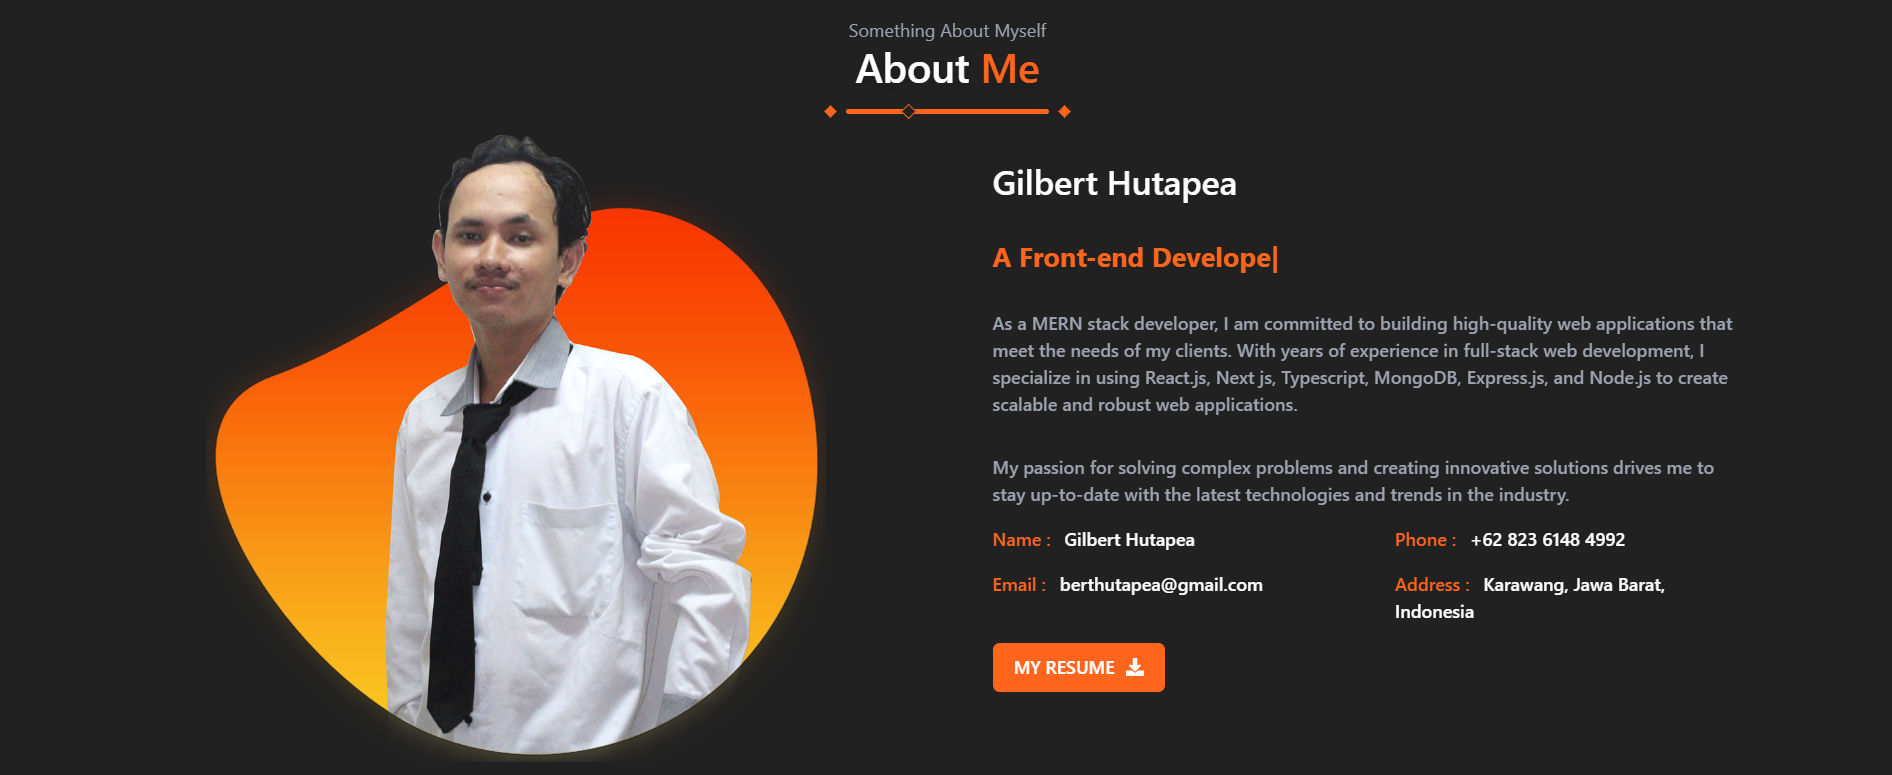 Something About Myself
About Me
Gilbert Hutapea
A Front-end Develope|
As a MERN stack developer, I am committed to building high-quality web applications that
meet the needs of my clients. With years of experience in full-stack web development, I
specialize in using React.js, Next js, Typescript, MongoDB, Express.js, and Node.js to create
scalable and robust web applications.
My passion for solving complex problems and creating innovative solutions drives me to
stay up-to-date with the latest technologies and trends in the industry.
Name : Gilbert Hutapea
Phone : +62 823 6148 4992
Email : berthutapea@gmail.com
Address : Karawang, Jawa Barat,
Indonesia
MY RESUME